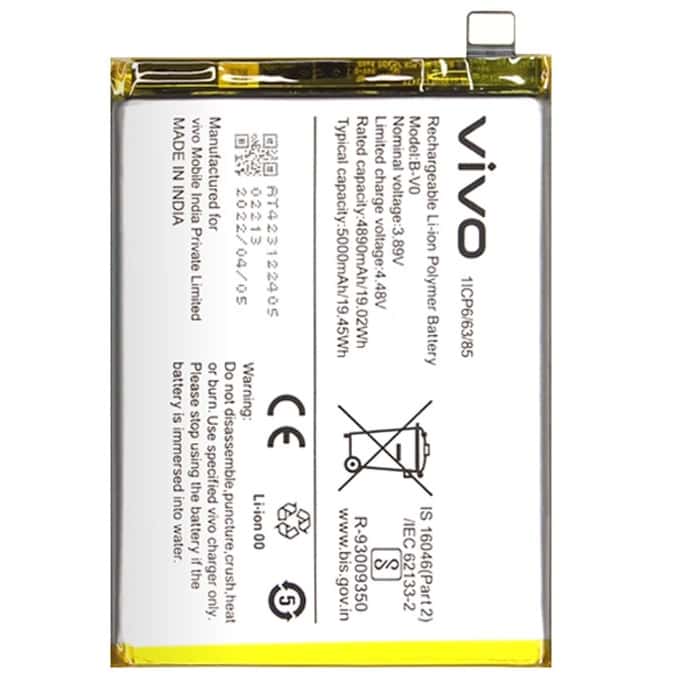 vivo
1ICP6/63/85
Rechargeable Li-ion Polymer Battery
Model:B-V0
Nominal voltage:3.89V
Limited charge voltage:4.48V
Rated capacity:4890mAh/19.02Wh
Typical capacity:5000mAh/19.45Wh
IS 16046(Part 2)
/IEC 62133-2
R-93009350
www.bis.gov.in
AT423122405
02213
2022/04/05
Manufactured for
vivo Mobile India Private Limited
MADE IN INDIA
CE
Li-ion 00
5
Warning:
Do not disassemble,puncture,crush,heat
or burn.Use specified vivo charger only.
Please stop using the battery if the
battery is immersed into water.